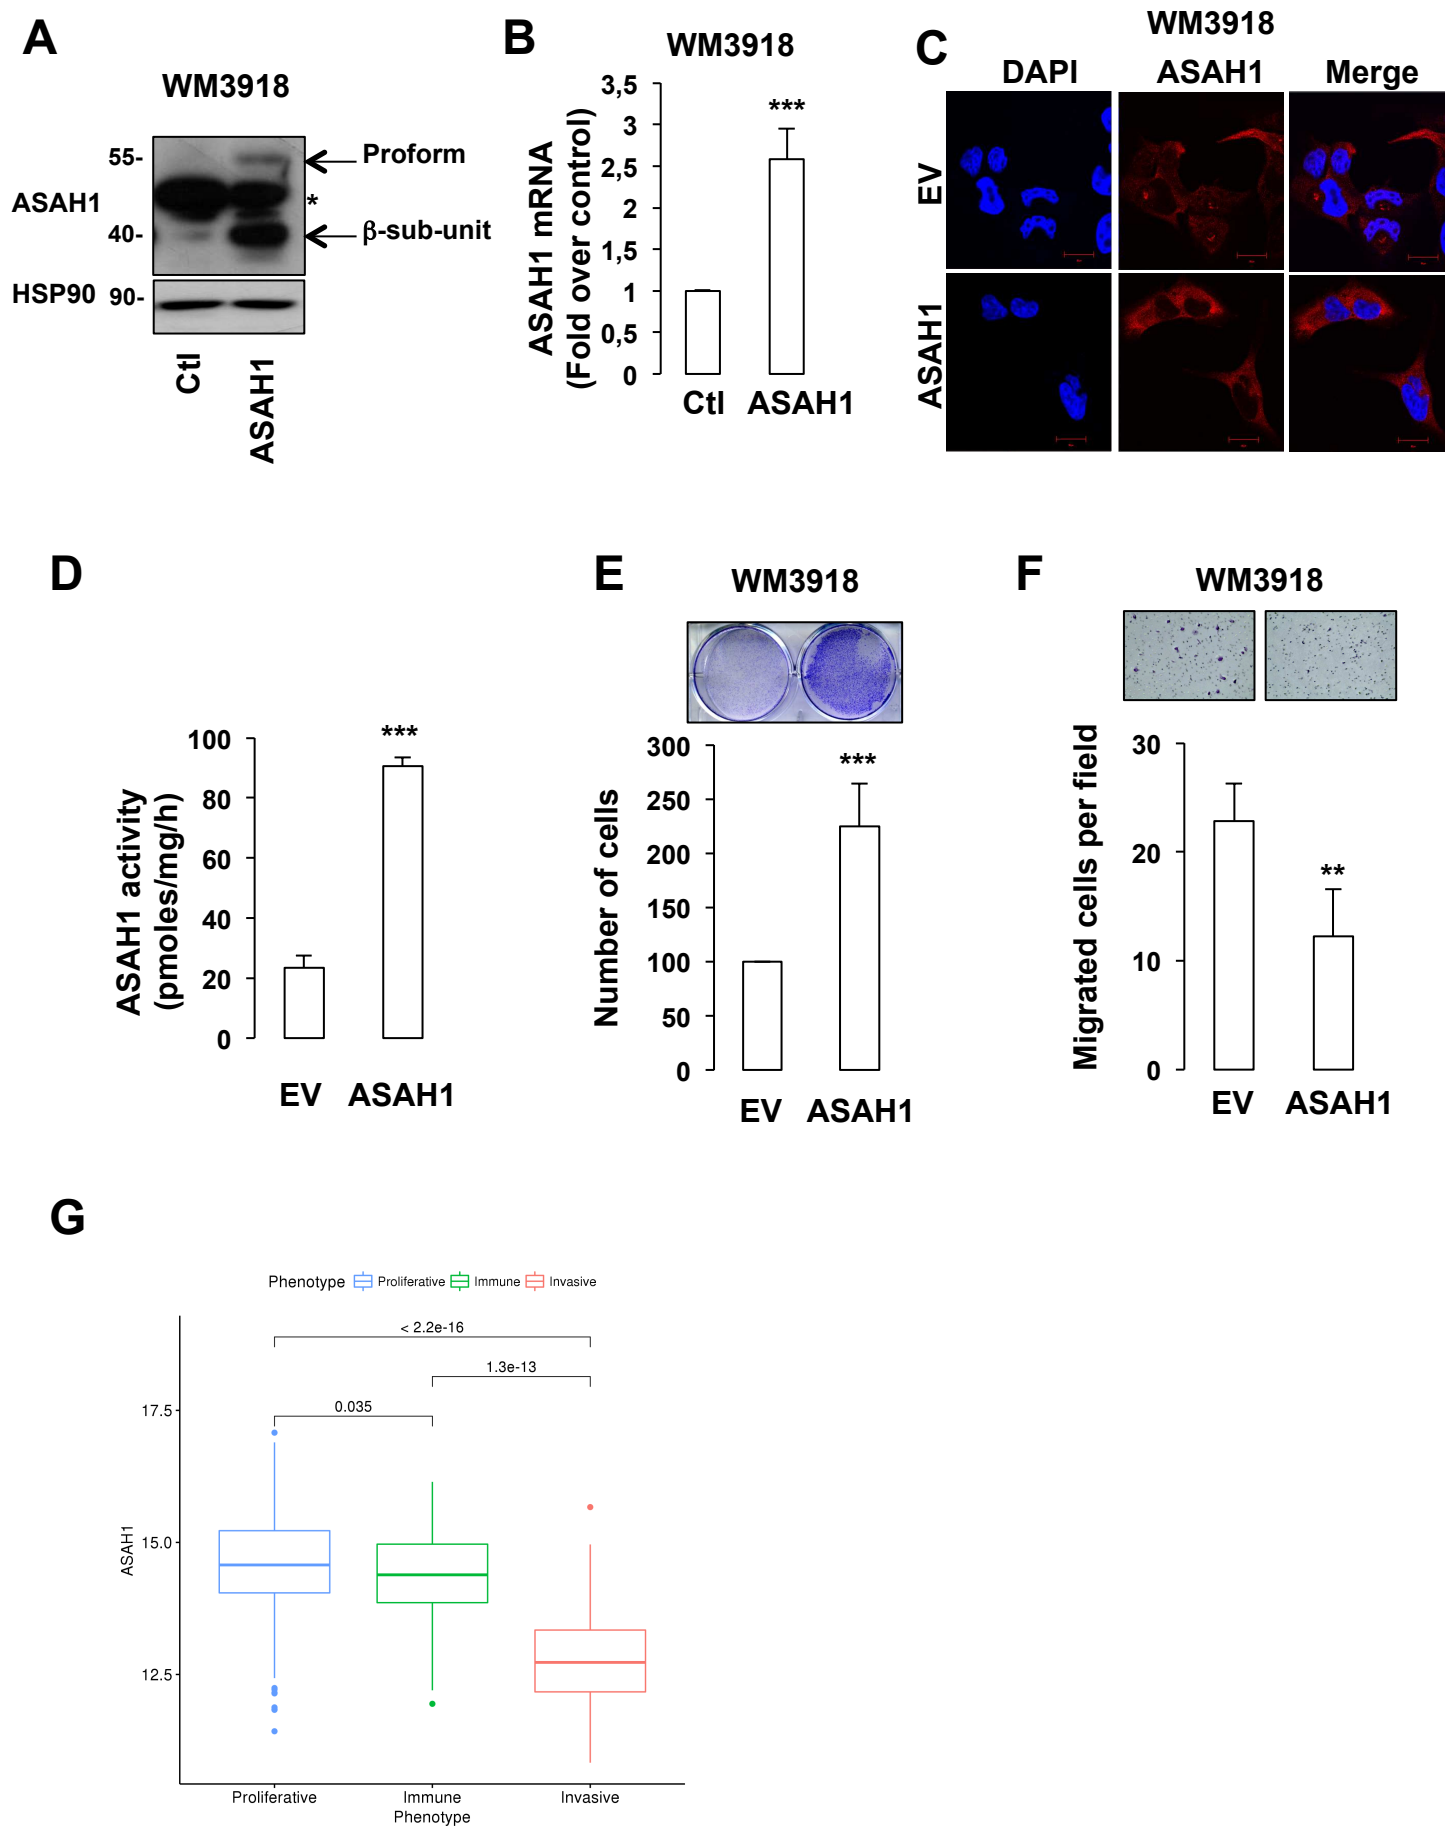 A
WM3918
55-
Proform
ASAH1
*
40-
β-sub-unit
HSP90 90-
Ctl
ASAH1
B
WM3918
ASAH1 mRNA
(Fold over control)
3,5
3
2,5
2
1,5
1
0,5
0
***
Ctl ASAH1
C
WM3918
DAPI ASAH1 Merge
EV
ASAH1
D
ASAH1 activity
(pmoles/mg/h)
100
80
60
40
20
0
***
EV ASAH1
E
WM3918
Number of cells
300
250
200
150
100
50
0
***
EV ASAH1
F
WM3918
Migrated cells per field
30
20
10
0
**
EV ASAH1
G
Phenotype Proliferative Immune Invasive
< 2.2e-16
1.3e-13
0.035
ASAH1
17.5
15.0
12.5
Proliferative Immune Invasive
Phenotype